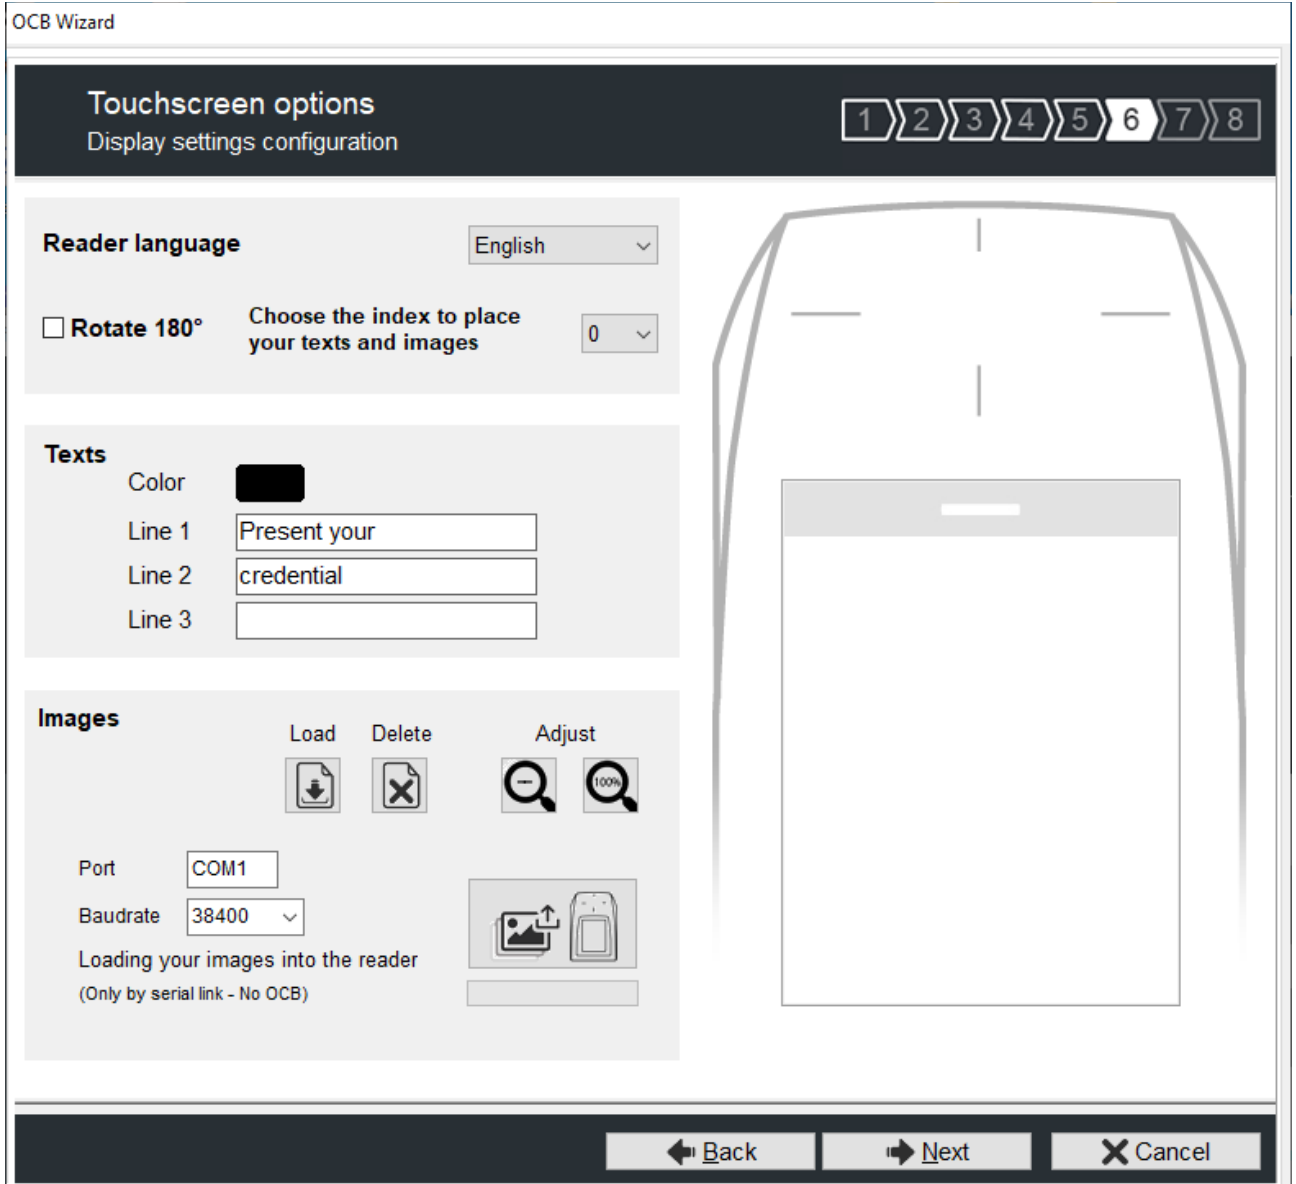 OCB Wizard
Touchscreen options
Display settings configuration
1 2 3 4 5 6 7 8
Reader language
English
Rotate 180°
Choose the index to place
your texts and images
0
Texts
Color
Line 1
Present your
Line 2
credential
Line 3
Images
Load
Delete
Adjust
100%
Port
COM1
Baudrate
38400
Loading your images into the reader
(Only by serial link - No OCB)
Back
Next
Cancel